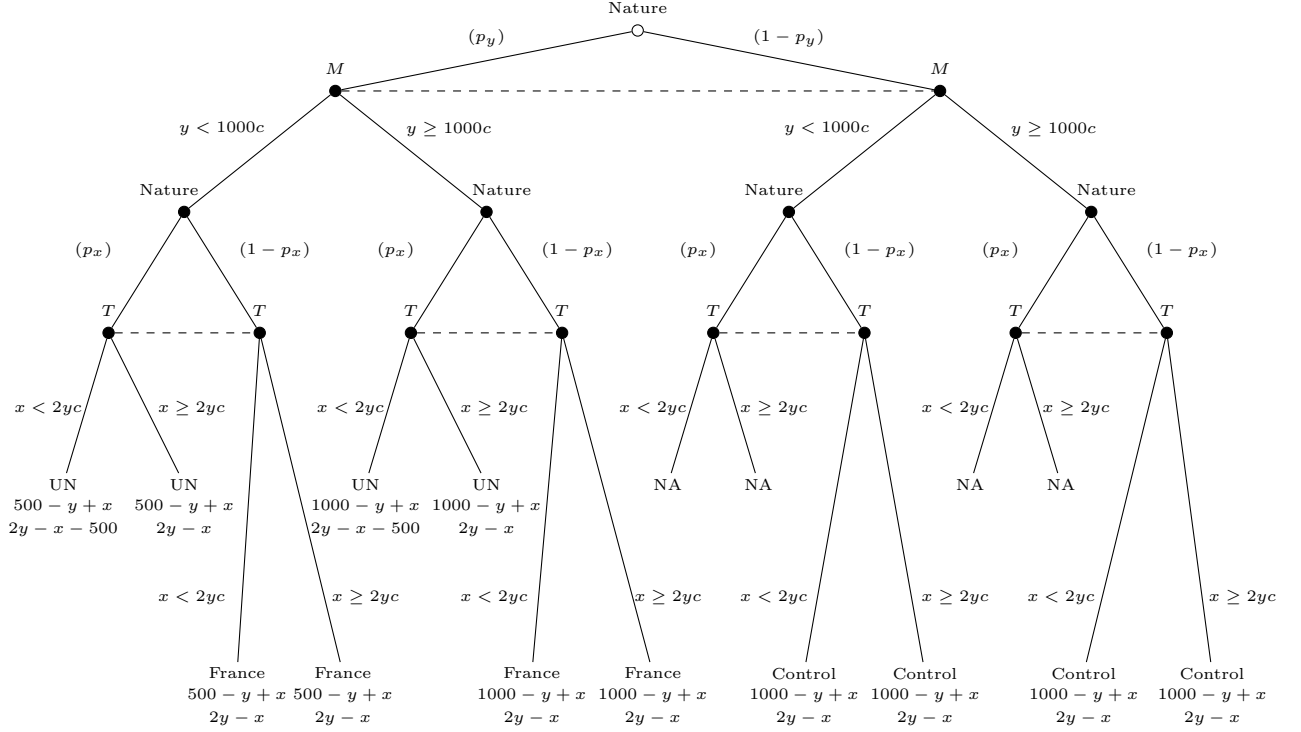 Nature
(p_y) (1 − p_y)
M M
y < 1000c y ≥ 1000c y < 1000c y ≥ 1000c
Nature Nature Nature Nature
(p_x) (1 − p_x) (p_x) (1 − p_x) (p_x) (1 − p_x) (p_x) (1 − p_x)
T T T T T T T T
x < 2yc x ≥ 2yc x < 2yc x ≥ 2yc x < 2yc x ≥ 2yc x < 2yc x ≥ 2yc
UN UN UN UN NA NA NA NA
500 − y + x 500 − y + x 1000 − y + x 1000 − y + x
2y − x − 500 2y − x 2y − x − 500 2y − x
x < 2yc x ≥ 2yc x < 2yc x ≥ 2yc x < 2yc x ≥ 2yc x < 2yc x ≥ 2yc
France France France France Control Control Control Control
500 − y + x 500 − y + x 1000 − y + x 1000 − y + x 1000 − y + x 1000 − y + x 1000 − y + x 1000 − y + x
2y − x 2y − x 2y − x 2y − x 2y − x 2y − x 2y − x 2y − x